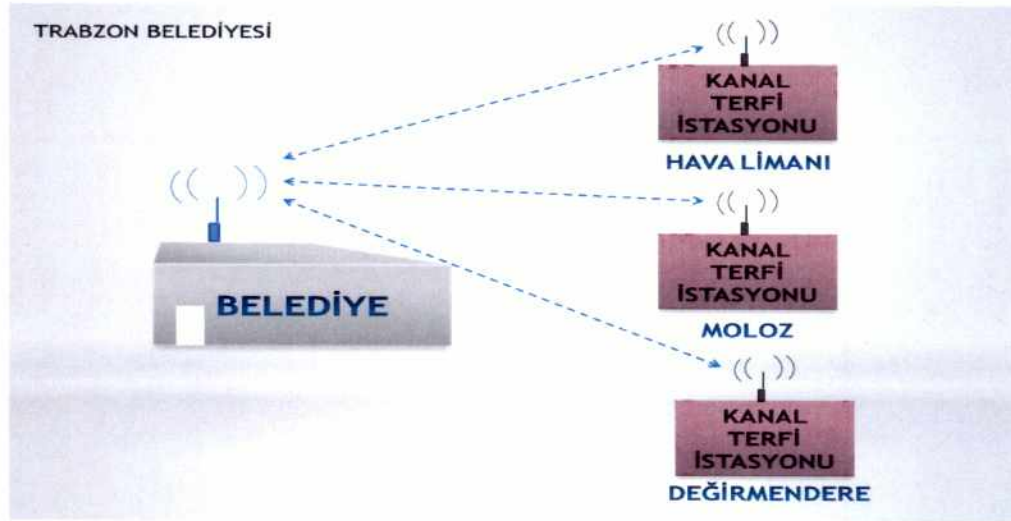 TRABZON BELEDİYESİ
KANAL
TERFİ
İSTASYONU
HAVA LİMANI
BELEDİYE
KANAL
TERFİ
İSTASYONU
MOLOZ
KANAL
TERFİ
İSTASYONU
DEĞİRMENDERE